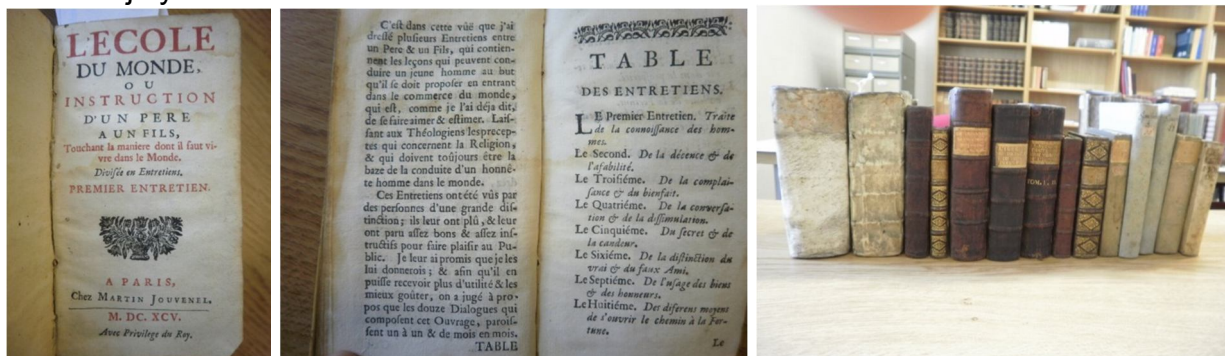 L'ECOLE
DU MONDE,
OU
INSTRUCTION
D'UN PERE
A UN FILS,
Touchant la maniere dont il faut vi-
vre dans le Monde.
Divisée en Entretiens.
PREMIER ENTRETIEN.
A PARIS,
Chez MARTIN JOUVENEL,
M. DC. XCV.
Avec Privilege du Roy.
C'est dans cette vûë que j'ai
dressé plusieurs Entretiens entre
un Pere & un Fils, qui contien-
nent les leçons qui peuvent con-
duire un jeune homme au but
qu'il se doit proposer en entrant
dans le commerce du monde,
qui est, comme je l'ai déja dit,
de se faire aimer & estimer. Lais-
sant aux Théologiens les precep-
tes qui concernent la Religion,
& qui doivent toûjours être la
baze de la conduite d'un honnê-
te homme dans le monde.
Ces Entretiens ont été vûs par
des personnes d'une grande dis-
tinction; ils leur ont plû, & leur
ont paru assez bons & assez ins-
tructifs pour faire plaisir au Pu-
blic. Je leur ai promis que je les
lui donnerois; & afin qu'il en
puisse recevoir plus d'utilité & les
mieux goûter, on a jugé à pro-
pos que les douze Dialogues qui
composent cet Ouvrage, parois-
sent un à un & de mois en mois.
TABLE
TABLE
DES ENTRETIENS.
LE Premier Entretien. Traite
de la connoissance des hom-
mes.
Le Second. De la décence & de
l'afabilité.
Le Troisiéme. De la complai-
sance & du bienfait.
Le Quatriéme. De la conversa-
tion & de la dissimulation.
Le Cinquiéme. Du secret & de
la candeur.
Le Sixiéme. De la distinction du
vrai & du faux Ami.
Le Septiéme. De l'usage des biens
& des honneurs.
Le Huitiéme. Des diferens moyens
de s'ouvrir le chemin à la For-
tune.
Le